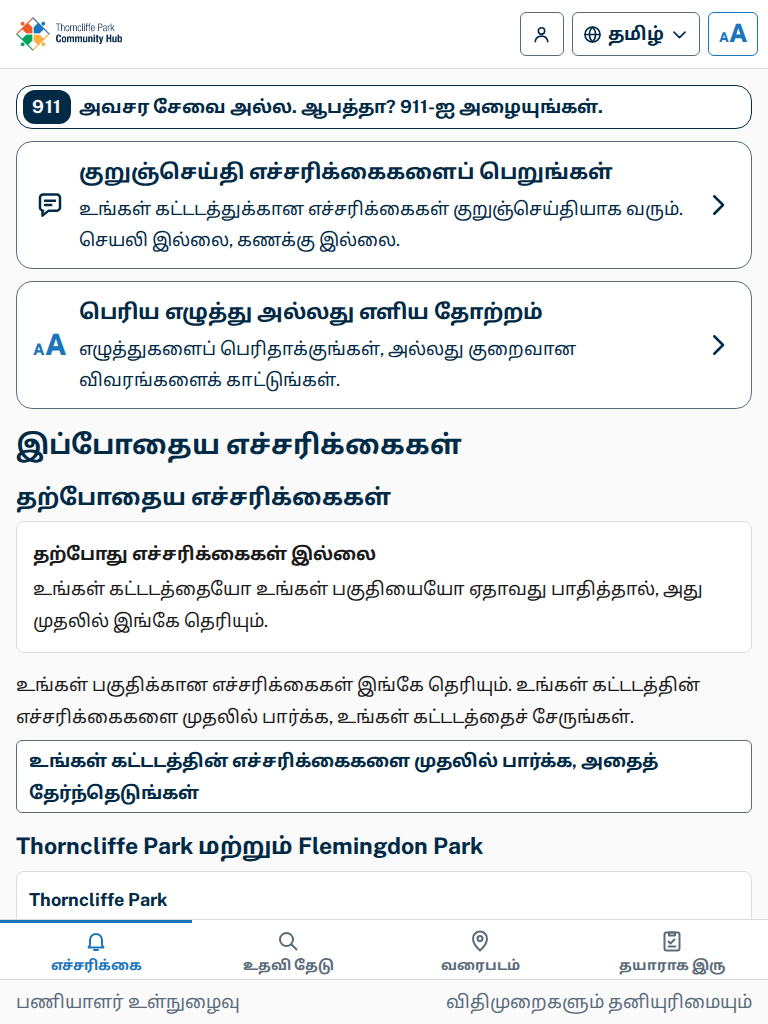 Thorncliffe Park
Community Hub
தமிழ்
AA
911 அவசர சேவை அல்ல. ஆபத்தா? 911-ஐ அழையுங்கள்.
குறுஞ்செய்தி எச்சரிக்கைகளைப் பெறுங்கள்
உங்கள் கட்டடத்துக்கான எச்சரிக்கைகள் குறுஞ்செய்தியாக வரும்.
செயலி இல்லை, கணக்கு இல்லை.
AA
பெரிய எழுத்து அல்லது எளிய தோற்றம்
எழுத்துகளைப் பெரிதாக்குங்கள், அல்லது குறைவான
விவரங்களைக் காட்டுங்கள்.
இப்போதைய எச்சரிக்கைகள்
தற்போதைய எச்சரிக்கைகள்
தற்போது எச்சரிக்கைகள் இல்லை
உங்கள் கட்டடத்தையோ உங்கள் பகுதியையோ ஏதாவது பாதித்தால், அது
முதலில் இங்கே தெரியும்.
உங்கள் பகுதிக்கான எச்சரிக்கைகள் இங்கே தெரியும். உங்கள் கட்டடத்தின்
எச்சரிக்கைகளை முதலில் பார்க்க, உங்கள் கட்டடத்தைச் சேருங்கள்.
உங்கள் கட்டடத்தின் எச்சரிக்கைகளை முதலில் பார்க்க, அதைத்
தேர்ந்தெடுங்கள்
Thorncliffe Park மற்றும் Flemingdon Park
Thorncliffe Park
எச்சரிக்கை
உதவி தேடு
வரைபடம்
தயாராக இரு
பணியாளர் உள்நுழைவு
விதிமுறைகளும் தனியுரிமையும்